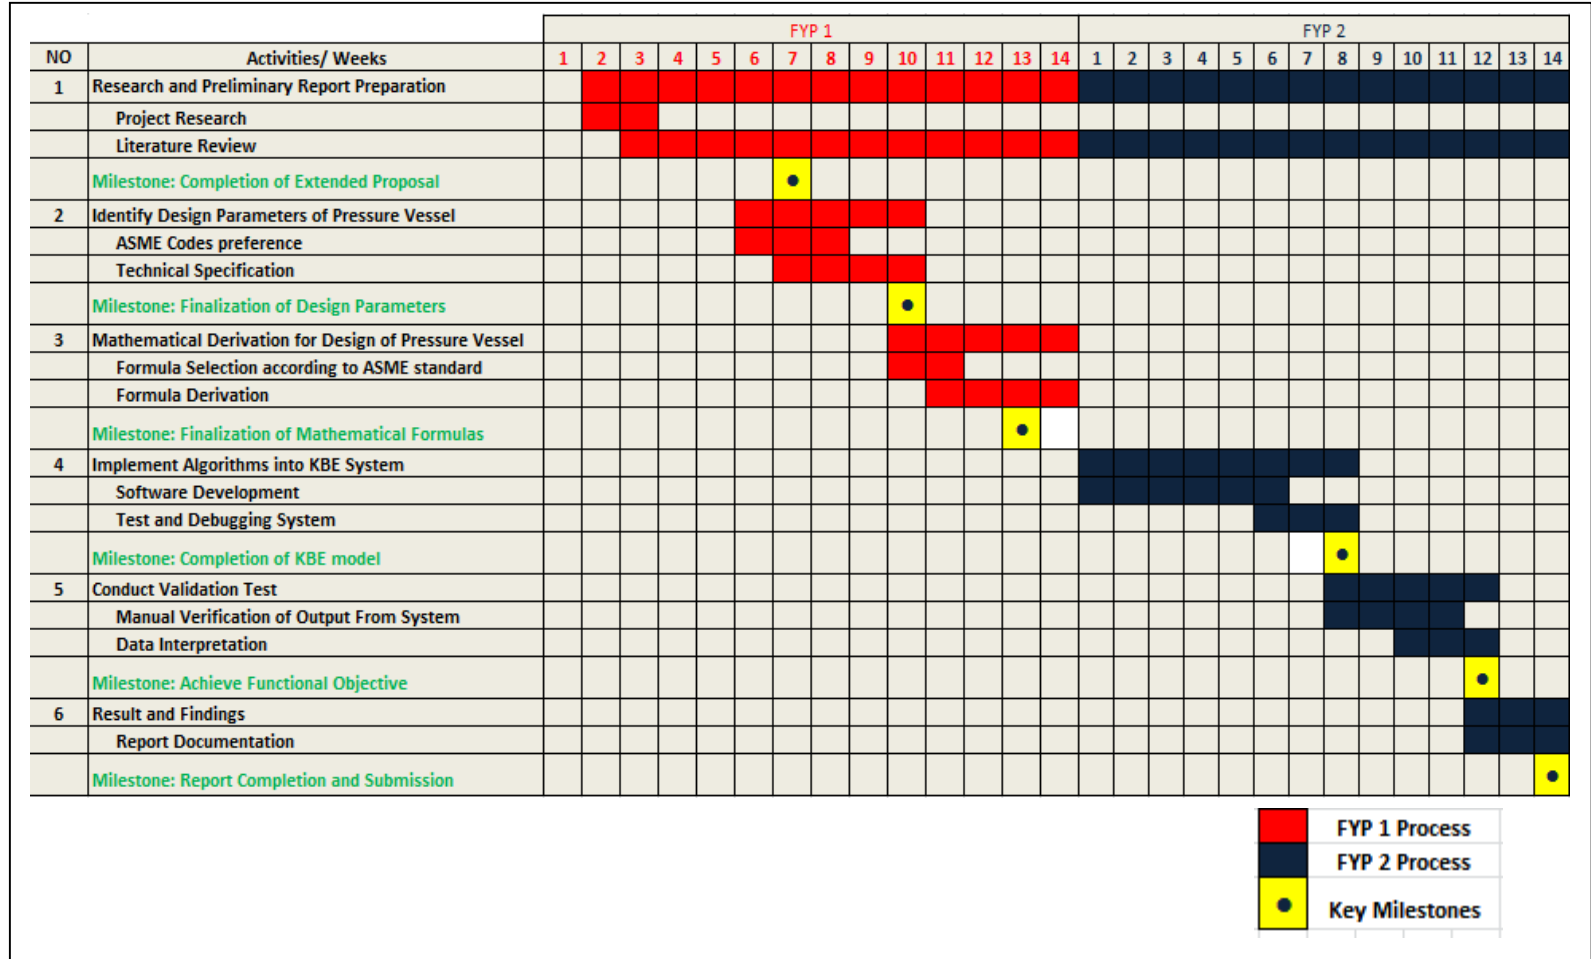 FYP 1 FYP 2
NO Activities/ Weeks 1 2 3 4 5 6 7 8 9 10 11 12 13 14 1 2 3 4 5 6 7 8 9 10 11 12 13 14
1 Research and Preliminary Report Preparation
Project Research
Literature Review
Milestone: Completion of Extended Proposal
2 Identify Design Parameters of Pressure Vessel
ASME Codes preference
Technical Specification
Milestone: Finalization of Design Parameters
3 Mathematical Derivation for Design of Pressure Vessel
Formula Selection according to ASME standard
Formula Derivation
Milestone: Finalization of Mathematical Formulas
4 Implement Algorithms into KBE System
Software Development
Test and Debugging System
Milestone: Completion of KBE model
5 Conduct Validation Test
Manual Verification of Output From System
Data Interpretation
Milestone: Achieve Functional Objective
6 Result and Findings
Report Documentation
Milestone: Report Completion and Submission
FYP 1 Process
FYP 2 Process
Key Milestones